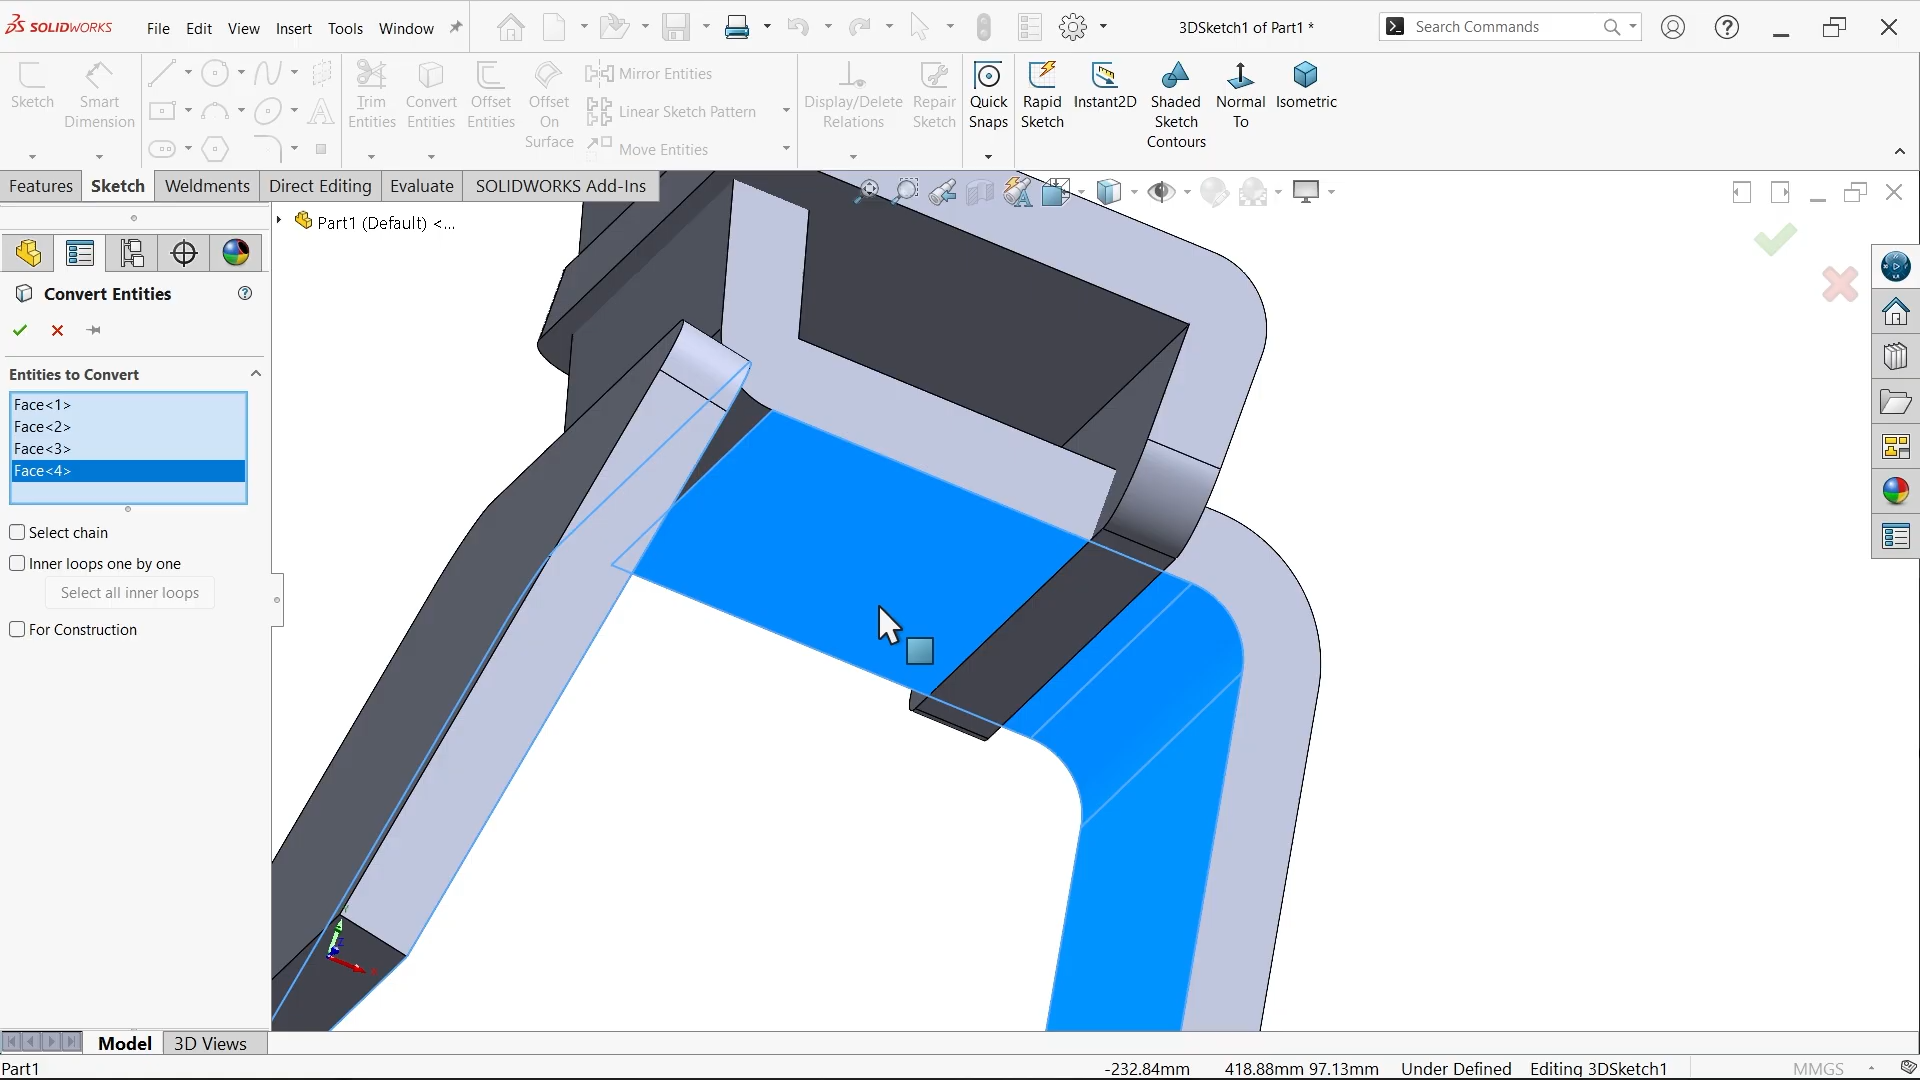 SOLIDWORKS
File Edit View Insert Tools Window
3DSketch1 of Part1 *
Search Commands
Sketch
Smart Dimension
Trim Entities
Convert Entities
Offset Entities
Offset On Surface
Mirror Entities
Linear Sketch Pattern
Move Entities
Display/Delete Relations
Repair Sketch
Quick Snaps
Rapid Sketch
Instant2D
Shaded Sketch Contours
Normal To
Isometric
Features Sketch Weldments Direct Editing Evaluate SOLIDWORKS Add-Ins
Part1 (Default) <...
Convert Entities
Entities to Convert
Face<1>
Face<2>
Face<3>
Face<4>
Select chain
Inner loops one by one
Select all inner loops
For Construction
Model 3D Views
Part1
-232.84mm 418.88mm 97.13mm Under Defined Editing 3DSketch1 MMGS